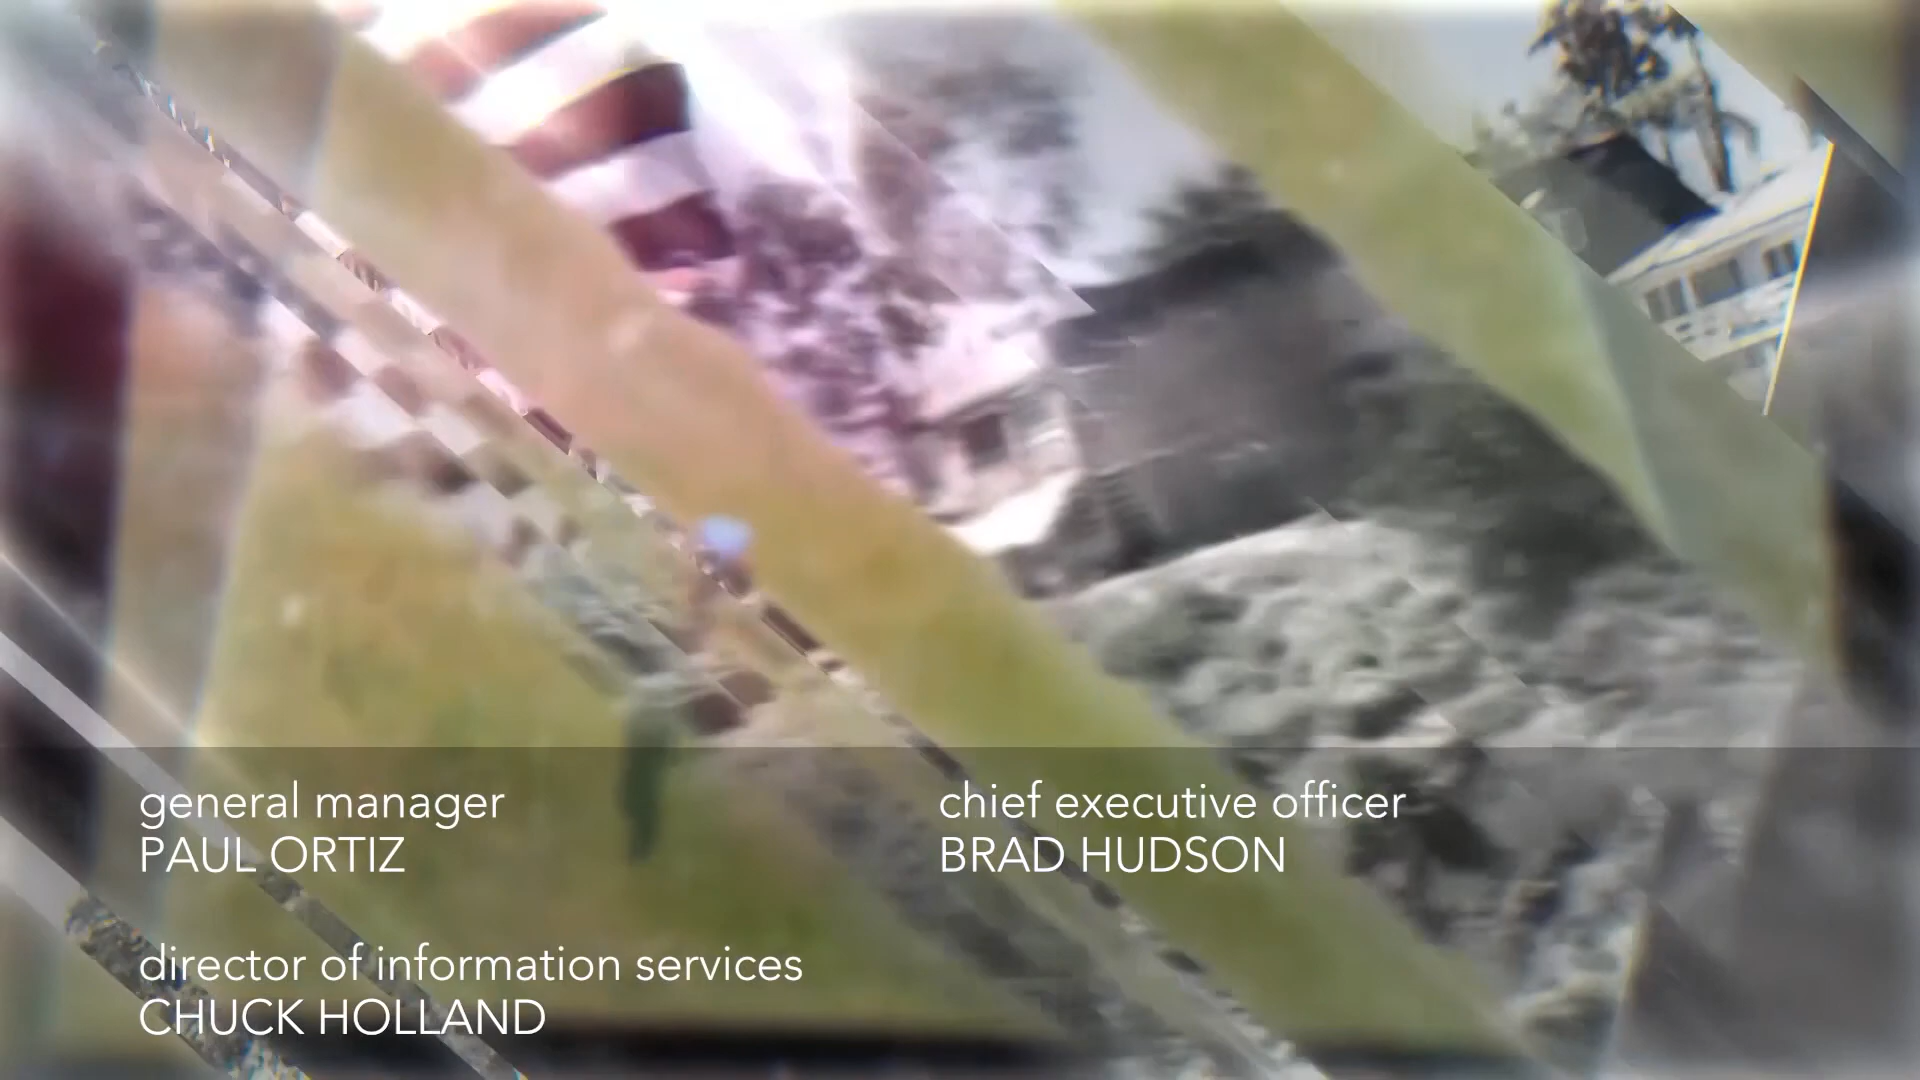 general manager
PAUL ORTIZ
chief executive officer
BRAD HUDSON
director of information services
CHUCK HOLLAND